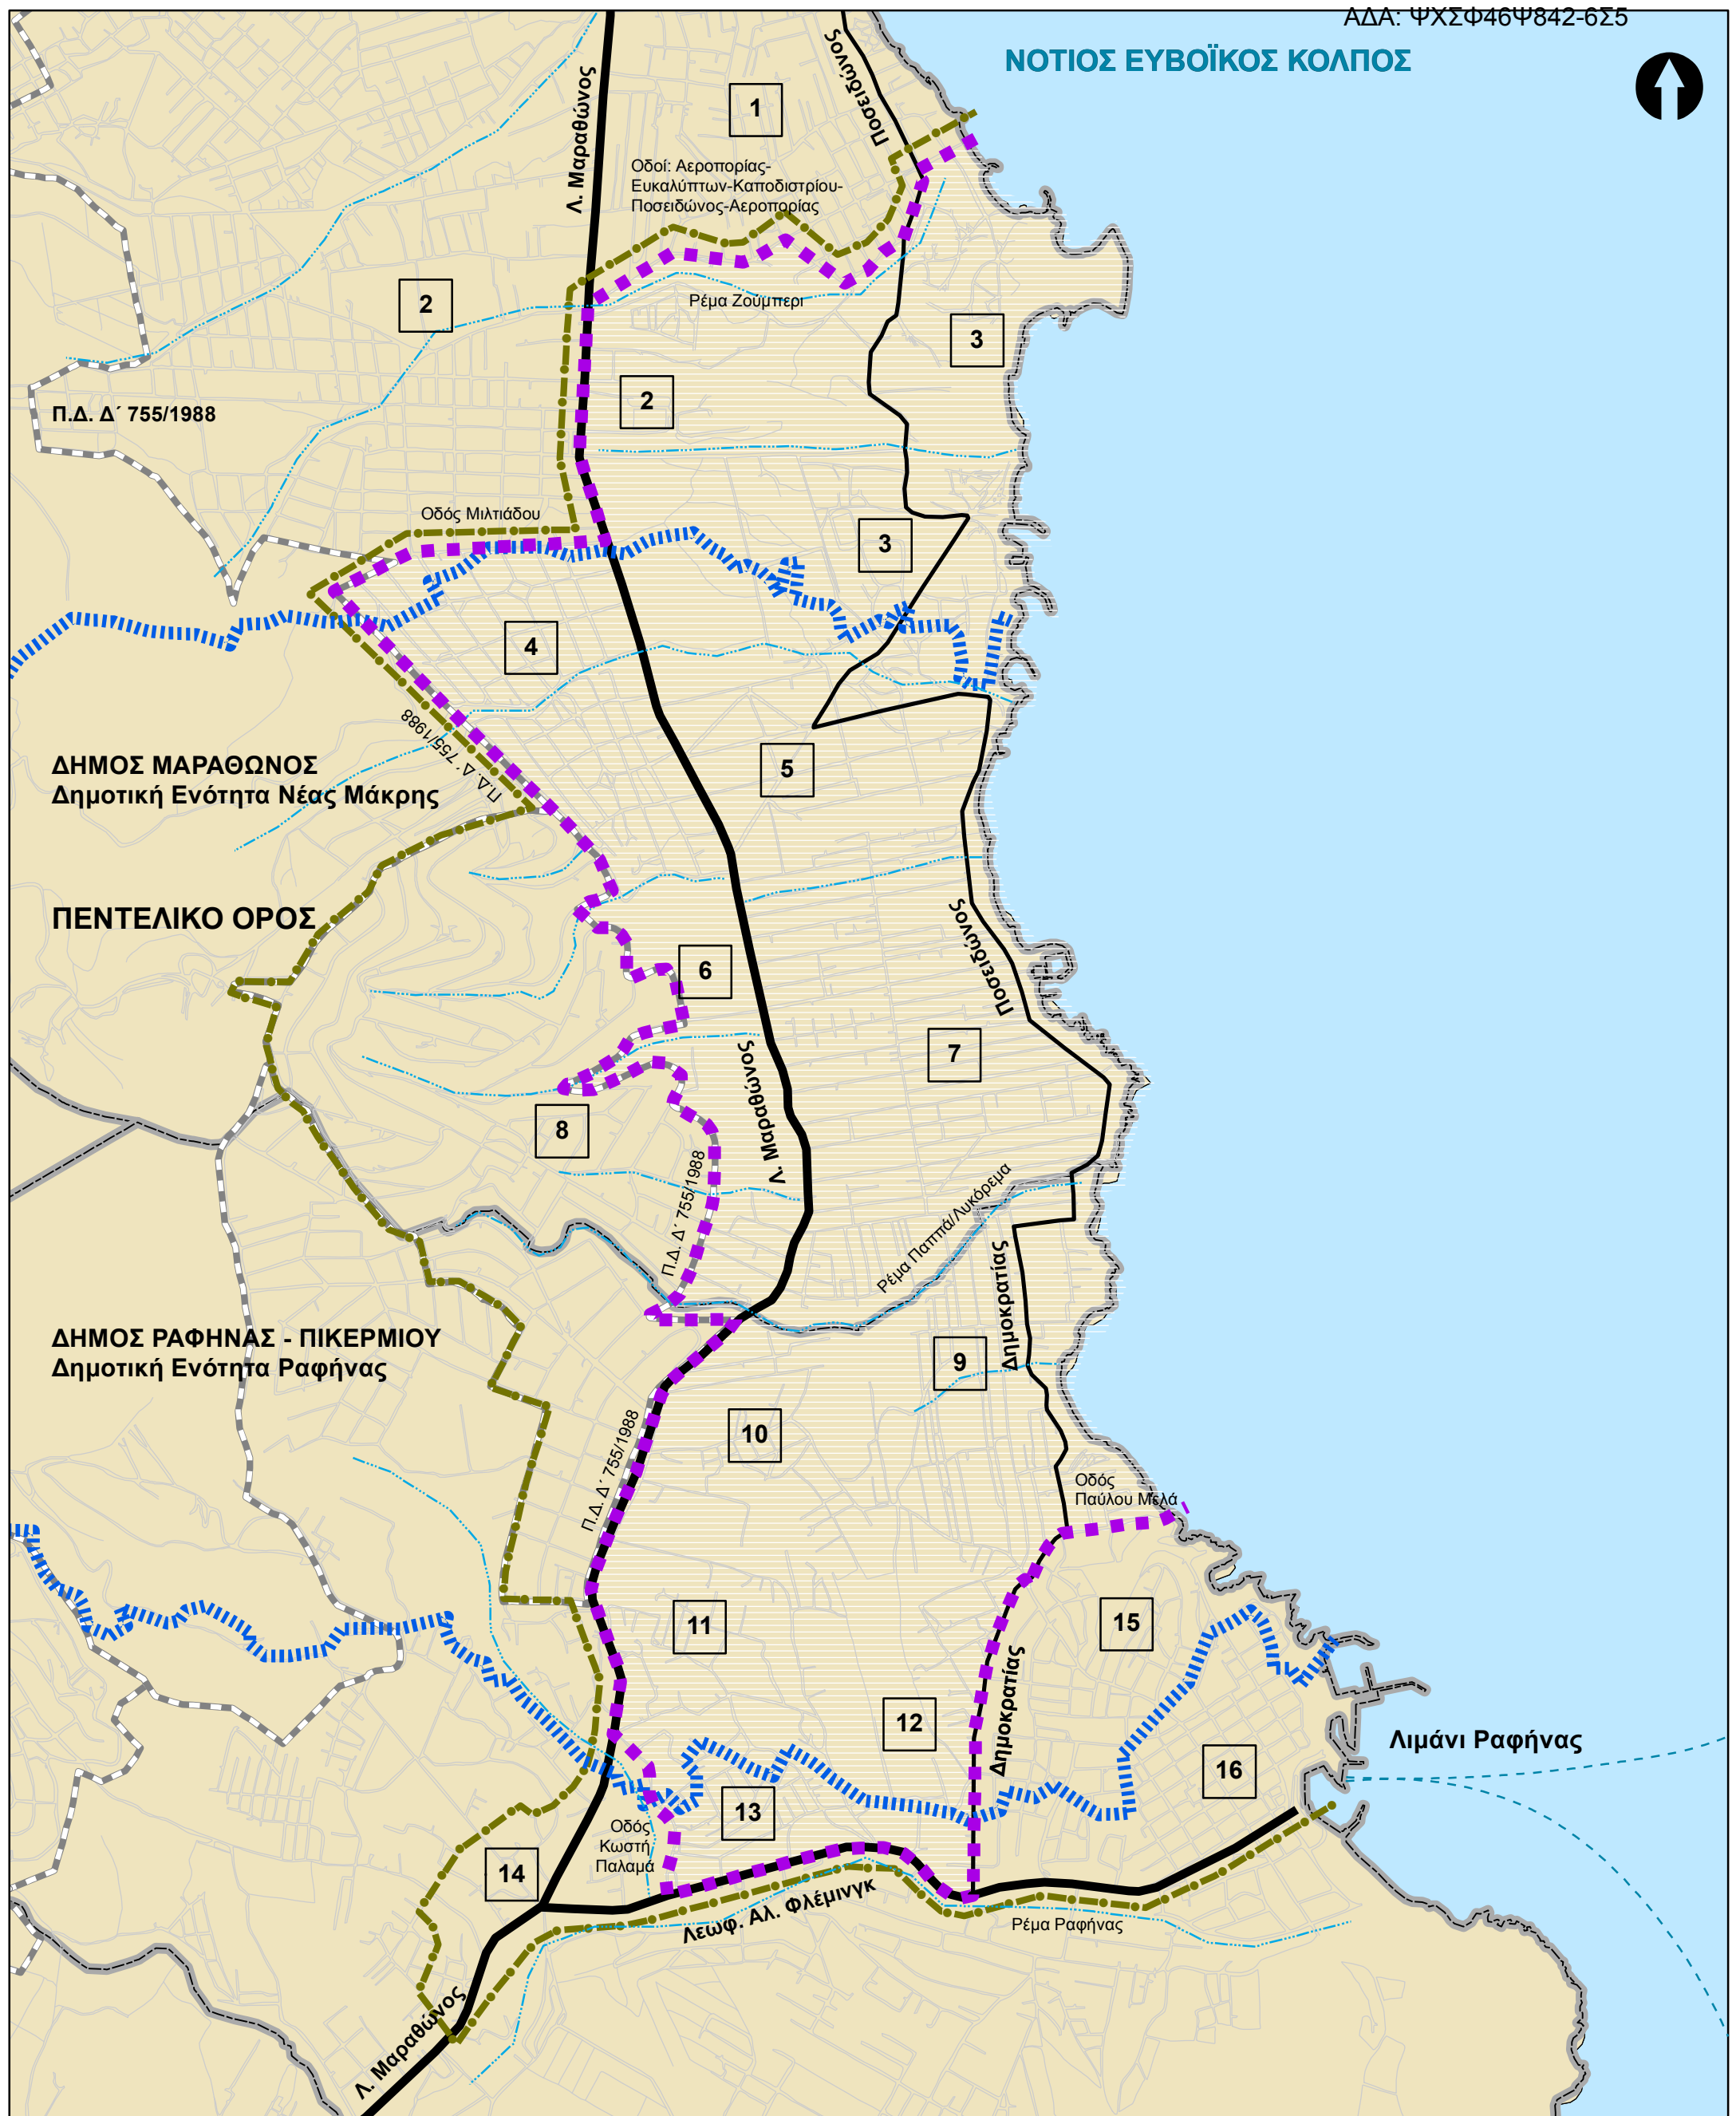 ΑΔΑ: ΨΧΣΦ46Ψ842-6Σ5
ΝΟΤΙΟΣ ΕΥΒΟΪΚΟΣ ΚΟΛΠΟΣ
Ποσειδώνος
Λ. Μαραθώνος
1
Οδοί: Αεροπορίας-
Ευκαλύπτων-Καποδιστρίου-
Ποσειδώνος-Αεροπορίας
2
Ρέμα Ζούμπερι
3
2
Π.Δ. Δ΄ 755/1988
Οδός Μιλτιάδου
3
4
Π.Δ. Δ΄ 755/1988
5
ΔΗΜΟΣ ΜΑΡΑΘΩΝΟΣ
Δημοτική Ενότητα Νέας Μάκρης
ΠΕΝΤΕΛΙΚΟ ΟΡΟΣ
Ποσειδώνος
6
7
Λ. Μαραθώνος
8
Π.Δ. Δ΄ 755/1988
Ρέμα Παππά/Λυκόρεμα
Δημοκρατίας
ΔΗΜΟΣ ΡΑΦΗΝΑΣ - ΠΙΚΕΡΜΙΟΥ
Δημοτική Ενότητα Ραφήνας
9
10
Π.Δ. Δ΄ 755/1988
Οδός
Παύλου Μελά
11
15
12
Δημοκρατίας
Λιμάνι Ραφήνας
16
13
Οδός
Κωστή
Παλαμά
14
Λεωφ. Αλ. Φλέμινγκ
Ρέμα Ραφήνας
Λ. Μαραθώνος